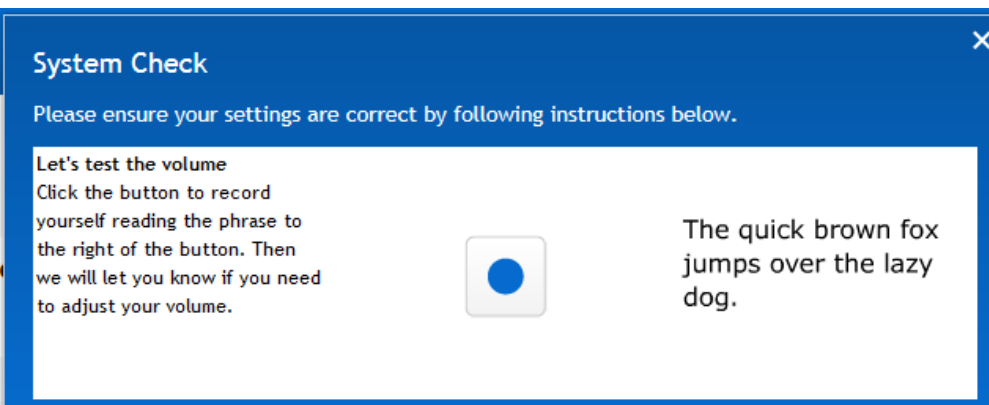 System Check
Please ensure your settings are correct by following instructions below.
Let's test the volume
Click the button to record
yourself reading the phrase to
the right of the button. Then
we will let you know if you need
to adjust your volume.
The quick brown fox
jumps over the lazy
dog.